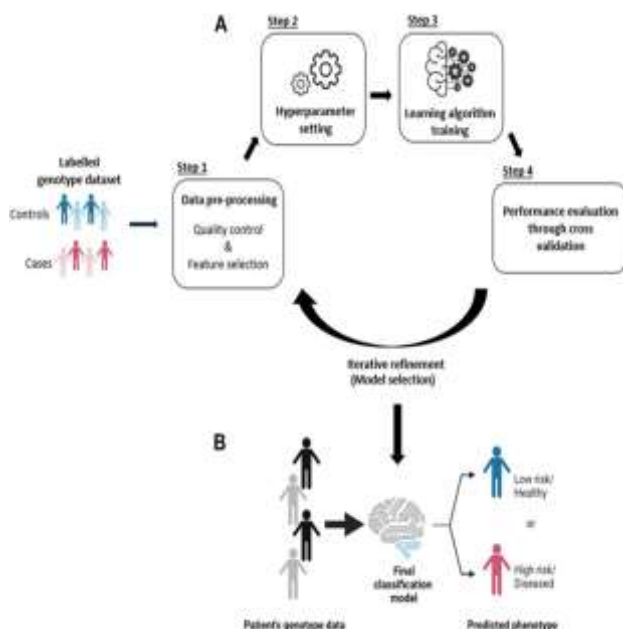 A
Step 2
Hyperparameter
setting
Step 3
Learning algorithm
training
Labelled
genotype dataset
Controls
Cases
Step 1
Data pre-processing
Quality control
&
Feature selection
Step 4
Performance evaluation
through cross
validation
Iterative refinement
(Model selection)
B
Low risk/
Healthy
or
High risk/
Diseased
Final
classification
model
Patient's genotype data
Predicted phenotype